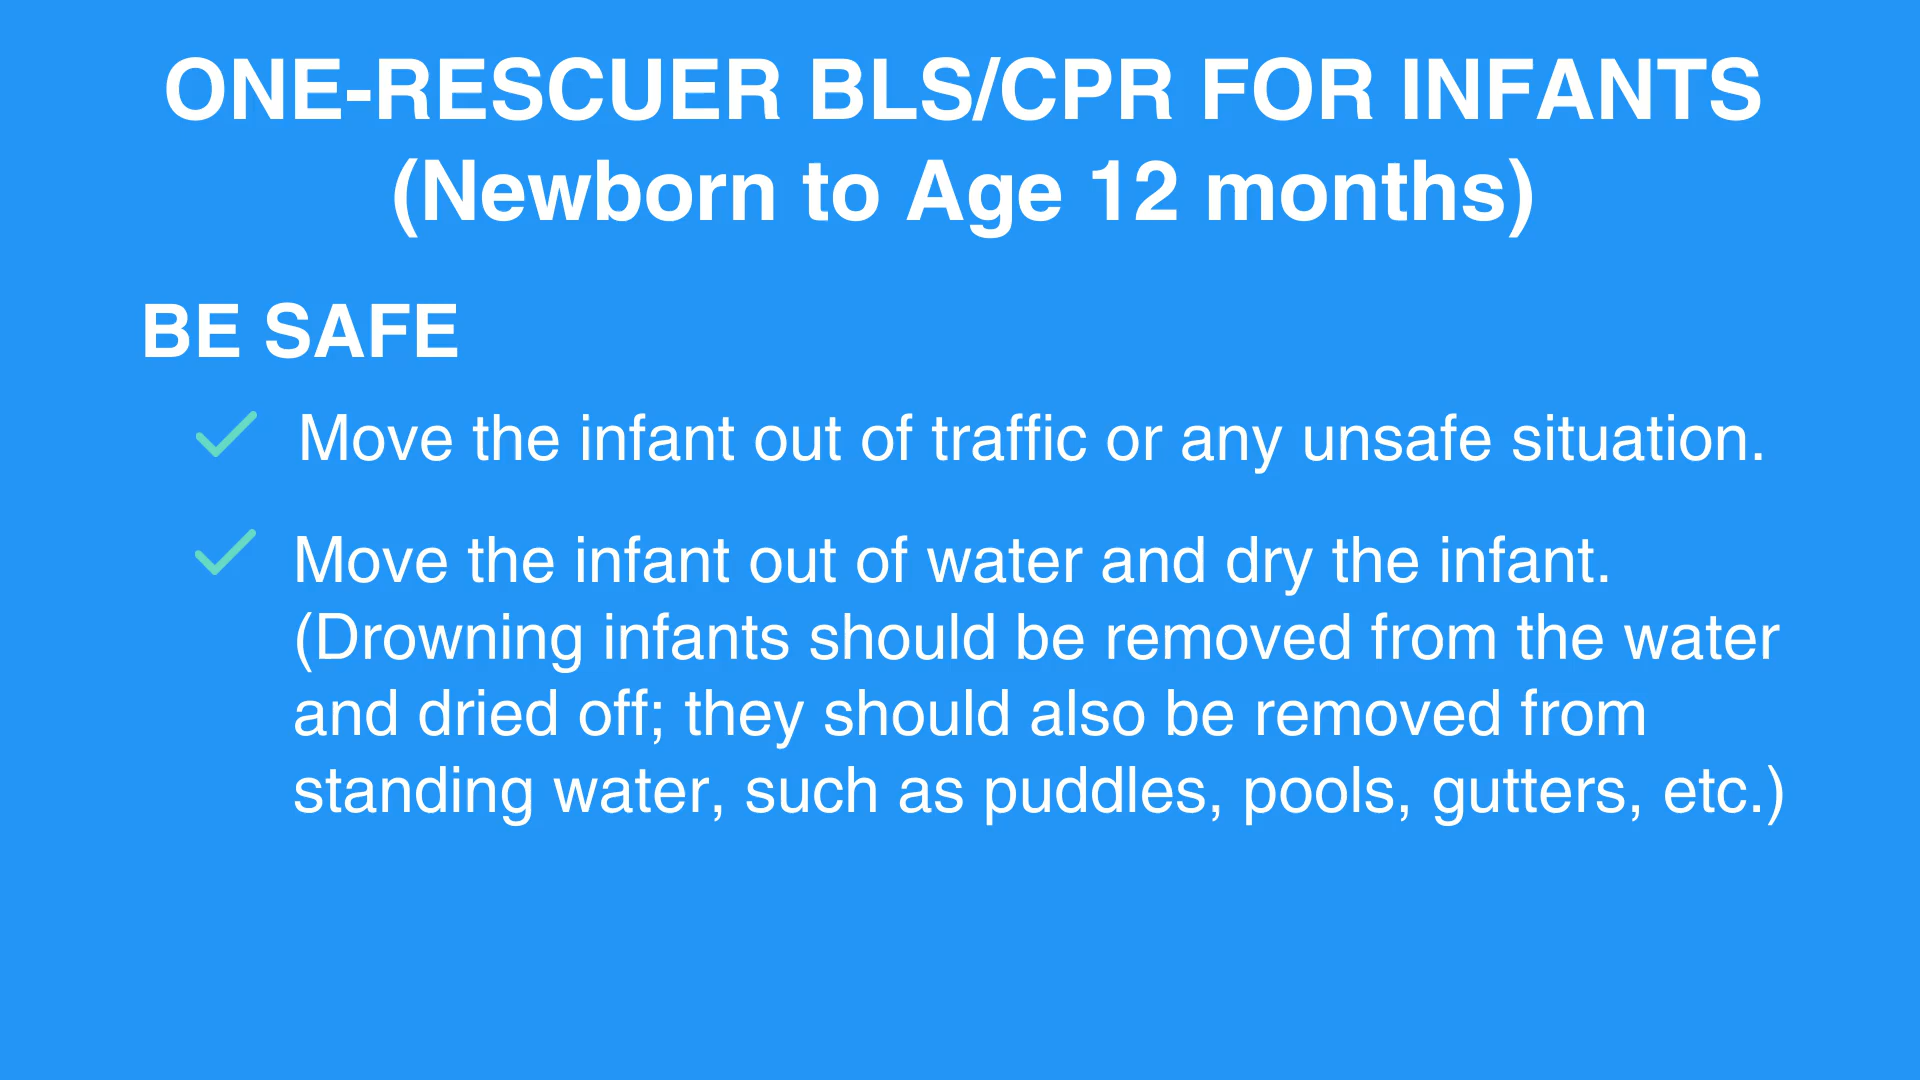 ONE-RESCUER BLS/CPR FOR INFANTS
(Newborn to Age 12 months)
BE SAFE
Move the infant out of traffic or any unsafe situation.
Move the infant out of water and dry the infant.
(Drowning infants should be removed from the water
and dried off; they should also be removed from
standing water, such as puddles, pools, gutters, etc.)